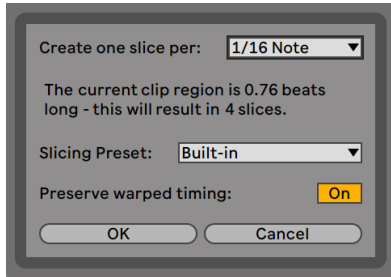 Create one slice per: 1/16 Note
The current clip region is 0.76 beats
long - this will result in 4 slices.
Slicing Preset: Built-in
Preserve warped timing: On
OK Cancel